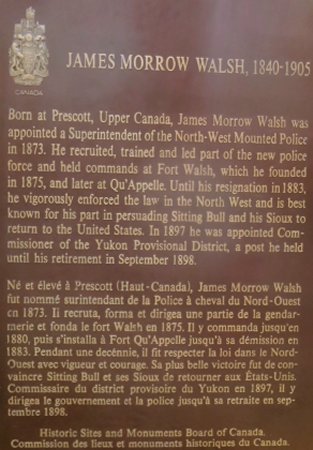 CANADA
JAMES MORROW WALSH, 1840-1905
Born at Prescott, Upper Canada, James Morrow Walsh was
appointed a Superintendent of the North-West Mounted Police
in 1873. He recruited, trained and led part of the new police
force and held commands at Fort Walsh, which he founded
in 1875, and later at Qu'Appelle. Until his resignation in 1883,
he vigorously enforced the law in the North West and is best
known for his part in persuading Sitting Bull and his Sioux to
return to the United States. In 1897 he was appointed Com-
missioner of the Yukon Provisional District, a post he held
until his retirement in September 1898.
Né et élevé à Prescott (Haut-Canada), James Morrow Walsh
fut nommé surintendant de la Police à cheval du Nord-Ouest
en 1873. Il recruta, forma et dirigea une partie de la gendar-
merie et fonda le fort Walsh en 1875. Il y commanda jusqu'en
1880, puis s'installa à Fort Qu'Appelle jusqu'à sa démission en
1883. Pendant une decénnie, il fit respecter la loi dans le Nord-
Ouest avec vigueur et courage. Sa plus belle victoire fut de con-
vaincre Sitting Bull et ses Sioux de retourner aux États-Unis.
Commissaire du district provisoire du Yukon en 1897, il y
dirigea le gouvernement et la police jusqu'à sa retraite en sep-
tembre 1898.
Historic Sites and Monuments Board of Canada.
Commission des lieux et monuments historiques du Canada.